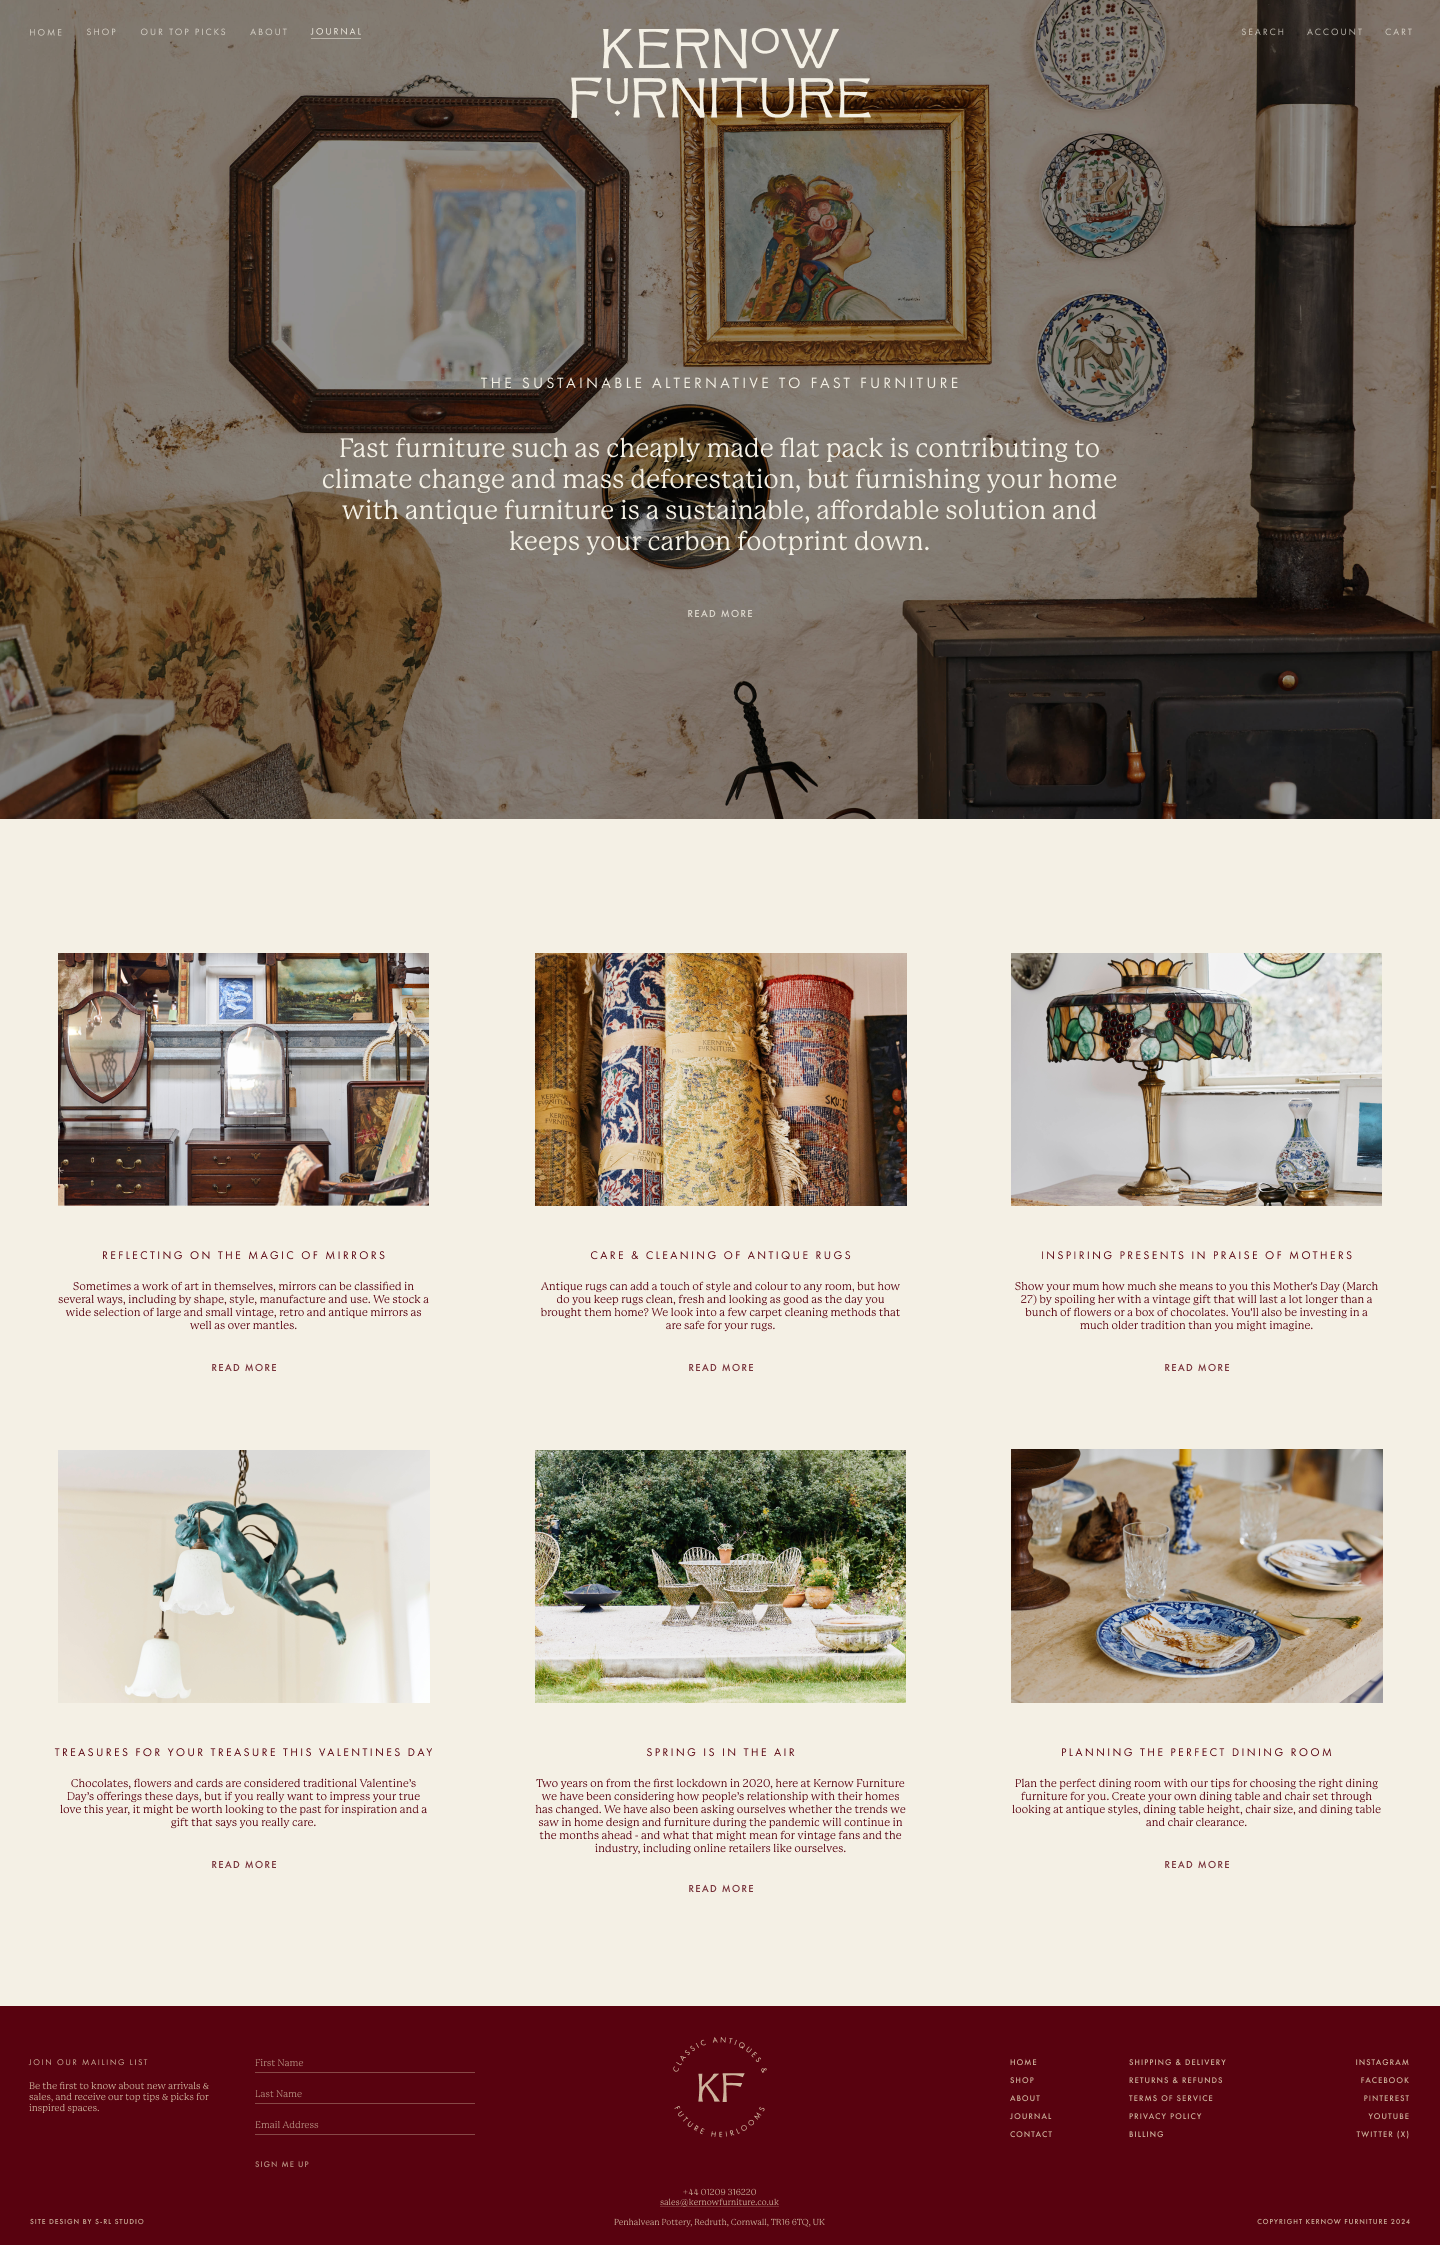 HOME SHOP OUR TOP PICKS ABOUT JOURNAL
KERNOW
FURNITURE
SEARCH ACCOUNT CART
THE SUSTAINABLE ALTERNATIVE TO FAST FURNITURE
Fast furniture such as cheaply made flat pack is contributing to
climate change and mass deforestation, but furnishing your home
with antique furniture is a sustainable, affordable solution and
keeps your carbon footprint down.
READ MORE
KERNOW
FURNITURE
KERNOW
FURNITURE
KERNOW
FURNITURE
KERNOW
FURN
SKU:
REFLECTING ON THE MAGIC OF MIRRORS
Sometimes a work of art in themselves, mirrors can be classified in
several ways, including by shape, style, manufacture and use. We stock a
wide selection of large and small vintage, retro and antique mirrors as
well as over mantles.
READ MORE
CARE & CLEANING OF ANTIQUE RUGS
Antique rugs can add a touch of style and colour to any room, but how
do you keep rugs clean, fresh and looking as good as the day you
brought them home? We look into a few carpet cleaning methods that
are safe for your rugs.
READ MORE
INSPIRING PRESENTS IN PRAISE OF MOTHERS
Show your mum how much she means to you this Mother's Day (March
27) by spoiling her with a vintage gift that will last a lot longer than a
bunch of flowers or a box of chocolates. You'll also be investing in a
much older tradition than you might imagine.
READ MORE
TREASURES FOR YOUR TREASURE THIS VALENTINES DAY
Chocolates, flowers and cards are considered traditional Valentine's
Day's offerings these days, but if you really want to impress your true
love this year, it might be worth looking to the past for inspiration and a
gift that says you really care.
READ MORE
SPRING IS IN THE AIR
Two years on from the first lockdown in 2020, here at Kernow Furniture
we have been considering how people's relationship with their homes
has changed. We have also been asking ourselves whether the trends we
saw in home design and furniture during the pandemic will continue in
the months ahead - and what that might mean for vintage fans and the
industry, including online retailers like ourselves.
READ MORE
PLANNING THE PERFECT DINING ROOM
Plan the perfect dining room with our tips for choosing the right dining
furniture for you. Create your own dining table and chair set through
looking at antique styles, dining table height, chair size, and dining table
and chair clearance.
READ MORE
JOIN OUR MAILING LIST
Be the first to know about new arrivals &
sales, and receive our top tips & picks for
inspired spaces.
First Name
Last Name
Email Address
SIGN ME UP
CLASSIC ANTIQUES &
KF
FUTURE HEIRLOOMS
+44 01209 316220
sales@kernowfurniture.co.uk
Penhalvean Pottery, Redruth, Cornwall, TR16 6TQ, UK
HOME
SHOP
ABOUT
JOURNAL
CONTACT
SHIPPING & DELIVERY
RETURNS & REFUNDS
TERMS OF SERVICE
PRIVACY POLICY
BILLING
INSTAGRAM
FACEBOOK
PINTEREST
YOUTUBE
TWITTER (X)
SITE DESIGN BY S-RL STUDIO
COPYRIGHT KERNOW FURNITURE 2024